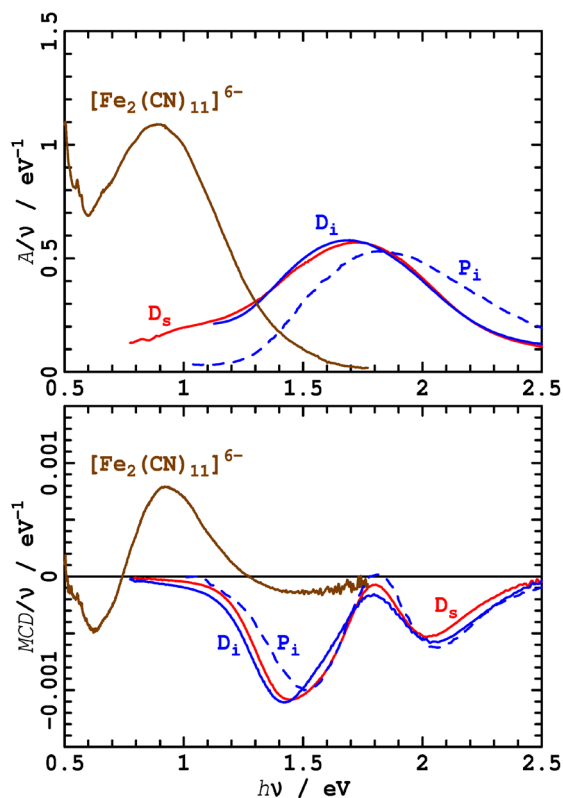 1.5
[Fe₂(CN)₁₁]⁶⁻
1
A/ν / eV⁻¹
Dᵢ
0.5
Pᵢ
Dₛ
0
0.5 1 1.5 2 2.5
0.001
[Fe₂(CN)₁₁]⁶⁻
0
MCD/ν / eV⁻¹
Dₛ
Dᵢ
Pᵢ
−0.001
0.5 1 1.5 2 2.5
hν / eV